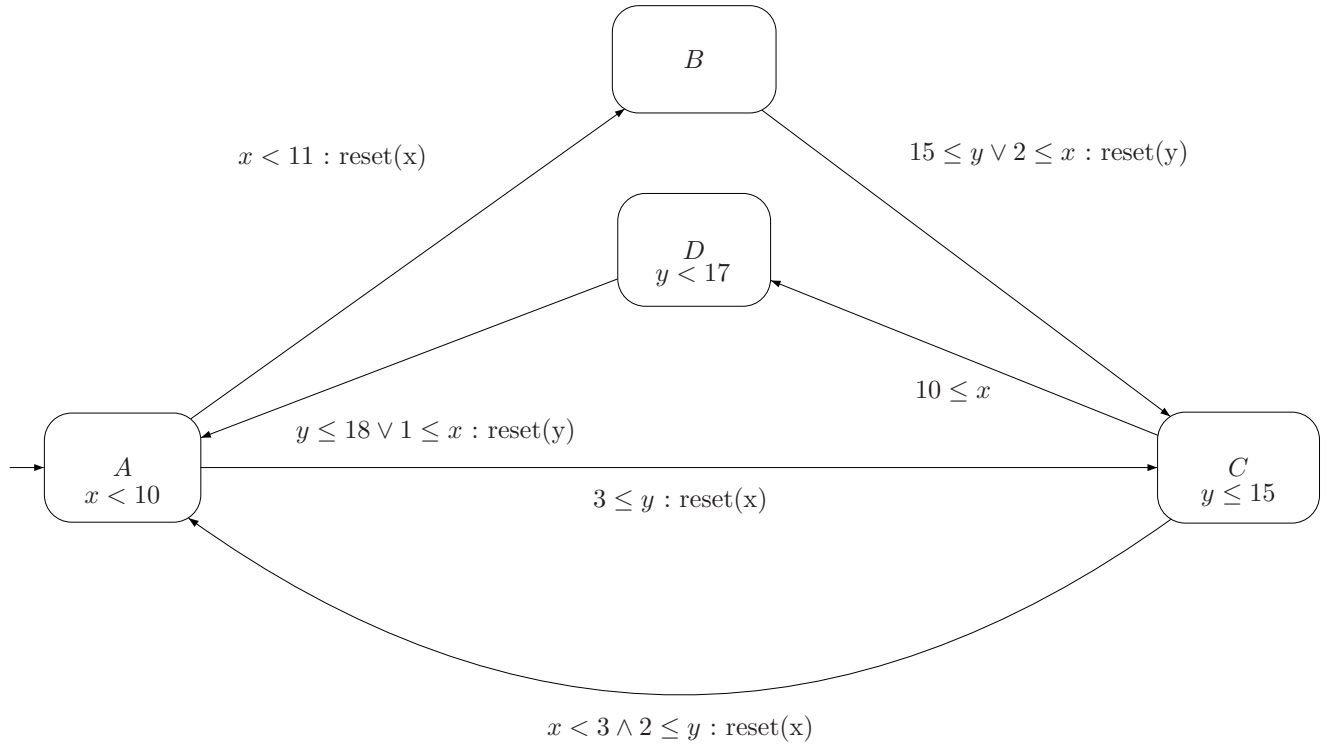 B
x < 11 : reset(x)
15 ≤ y ∨ 2 ≤ x : reset(y)
D
y < 17
10 ≤ x
y ≤ 18 ∨ 1 ≤ x : reset(y)
A
x < 10
C
y ≤ 15
3 ≤ y : reset(x)
x < 3 ∧ 2 ≤ y : reset(x)